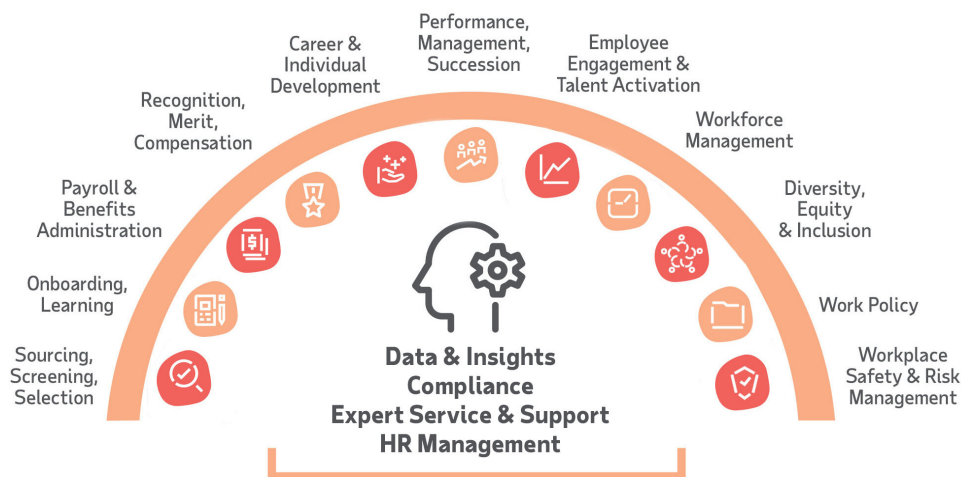 Sourcing,
Screening,
Selection
Onboarding,
Learning
Payroll &
Benefits
Administration
Recognition,
Merit,
Compensation
Career &
Individual
Development
Performance,
Management,
Succession
Employee
Engagement &
Talent Activation
Workforce
Management
Diversity,
Equity
& Inclusion
Work Policy
Workplace
Safety & Risk
Management
$
Data & Insights
Compliance
Expert Service & Support
HR Management